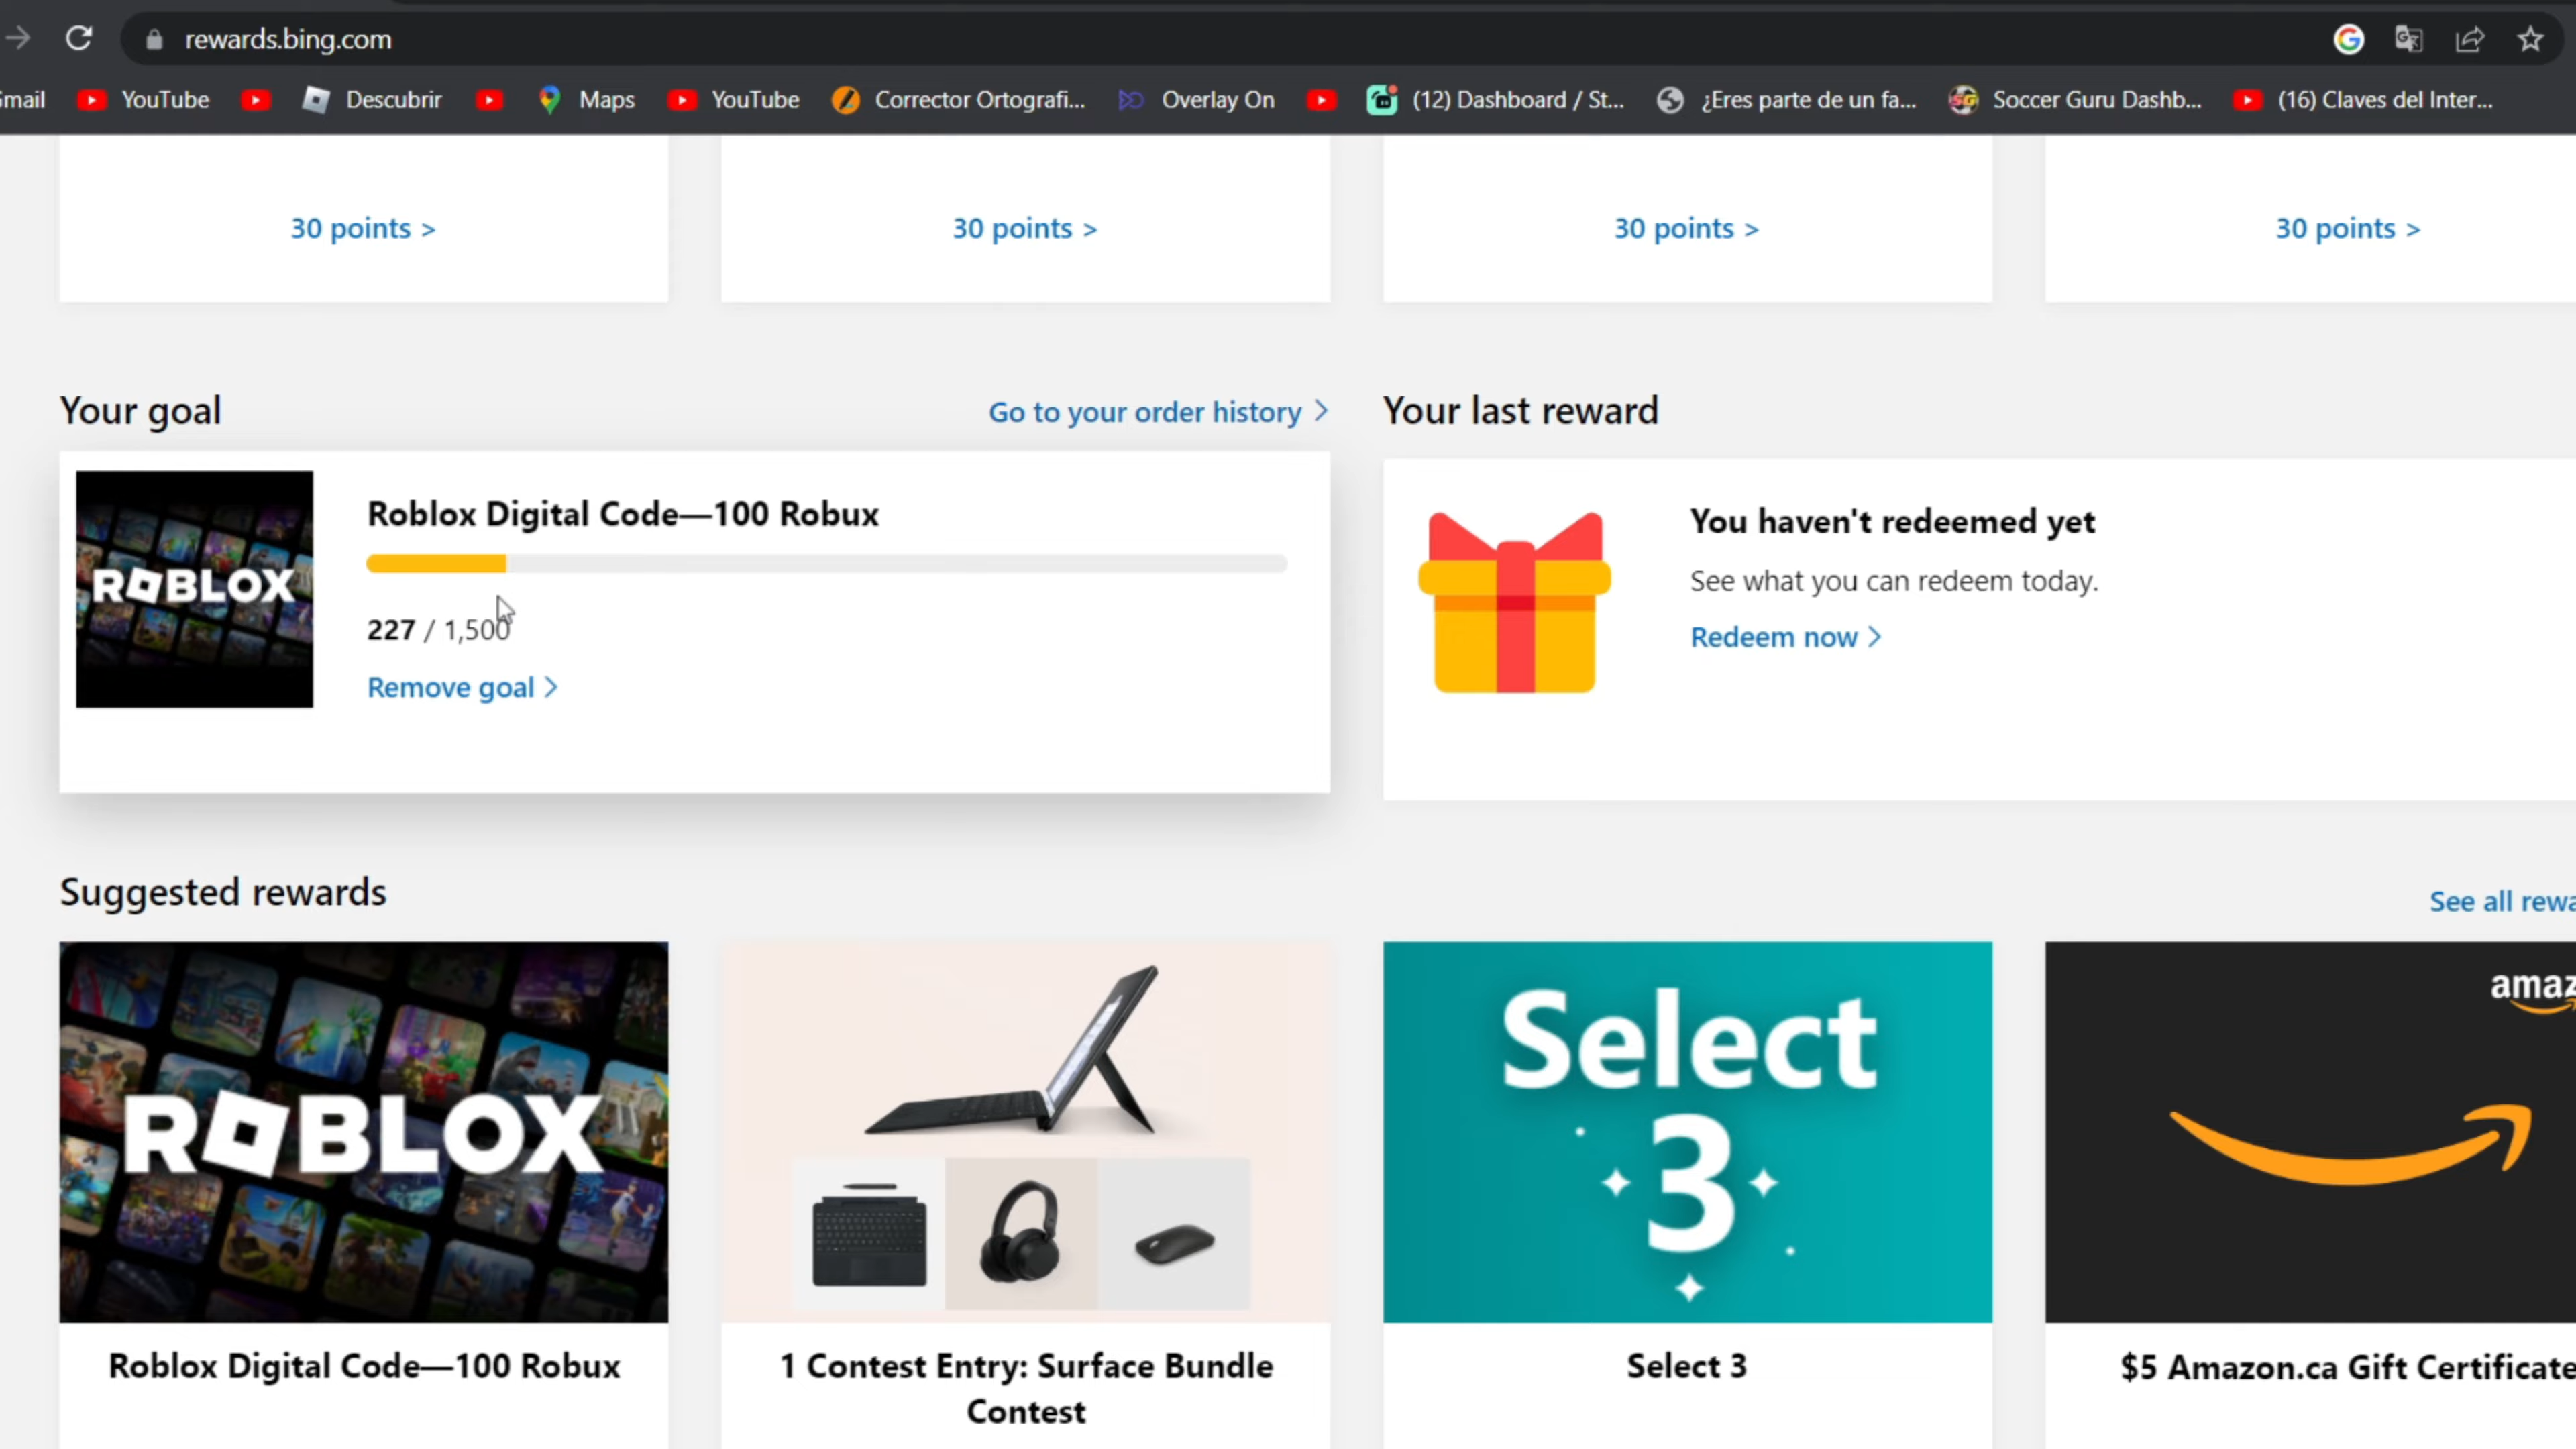 rewards.bing.com
YouTube
Descubrir
Maps
YouTube
Corrector Ortografi...
Overlay On
(12) Dashboard / St...
¿Eres parte de un fa...
Soccer Guru Dashb...
(16) Claves del Inter...
30 points >
30 points >
30 points >
30 points >
Your goal
Go to your order history >
Your last reward
ROBLOX
Roblox Digital Code—100 Robux
227 / 1,500
Remove goal >
You haven't redeemed yet
See what you can redeem today.
Redeem now >
Suggested rewards
See all
ROBLOX
Select
3
Roblox Digital Code—100 Robux
1 Contest Entry: Surface Bundle
Contest
Select 3
$5 Amazon.ca Gift Certificate